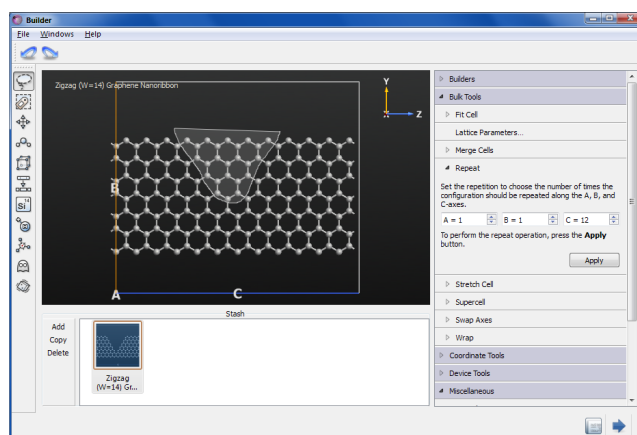 Builder
File Windows Help
Zigzag (W=14) Graphene Nanoribbon
Y
X Z
B
A C
Si 14
Stash
Add
Copy
Delete
Zigzag
(W=14) Gr...
Builders
Bulk Tools
Fit Cell
Lattice Parameters...
Merge Cells
Repeat
Set the repetition to choose the number of times the
configuration should be repeated along the A, B, and
C-axes.
A = 1 B = 1 C = 12
To perform the repeat operation, press the Apply
button.
Apply
Stretch Cell
Supercell
Swap Axes
Wrap
Coordinate Tools
Device Tools
Miscellaneous